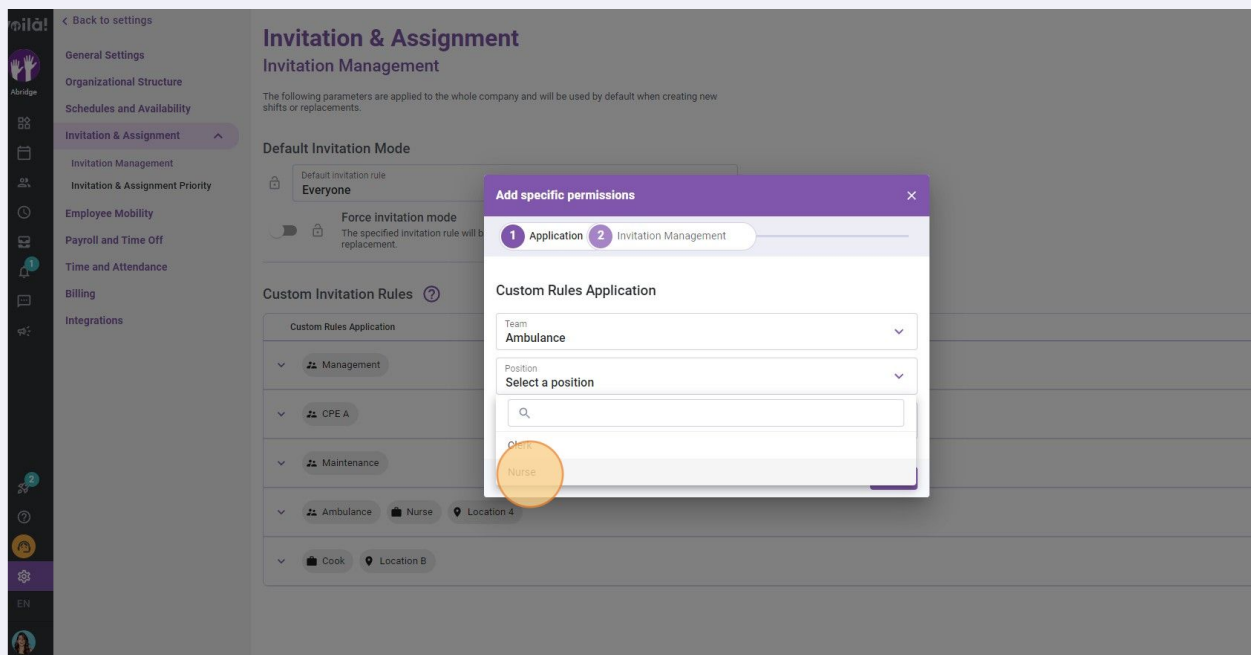 voilà!
Abridge
1
2
EN
Back to settings
General Settings
Organizational Structure
Schedules and Availability
Invitation & Assignment
Invitation Management
Invitation & Assignment Priority
Employee Mobility
Payroll and Time Off
Time and Attendance
Billing
Integrations
Invitation & Assignment
Invitation Management
The following parameters are applied to the whole company and will be used by default when creating new
shifts or replacements.
Default Invitation Mode
Default invitation rule
Everyone
Force invitation mode
The specified invitation rule will b
replacement.
Custom Invitation Rules ?
Custom Rules Application
Management
CPE A
Maintenance
Ambulance Nurse Location 4
Cook Location B
Add specific permissions
1 Application 2 Invitation Management
Custom Rules Application
Team
Ambulance
Position
Select a position
Clerk
Nurse